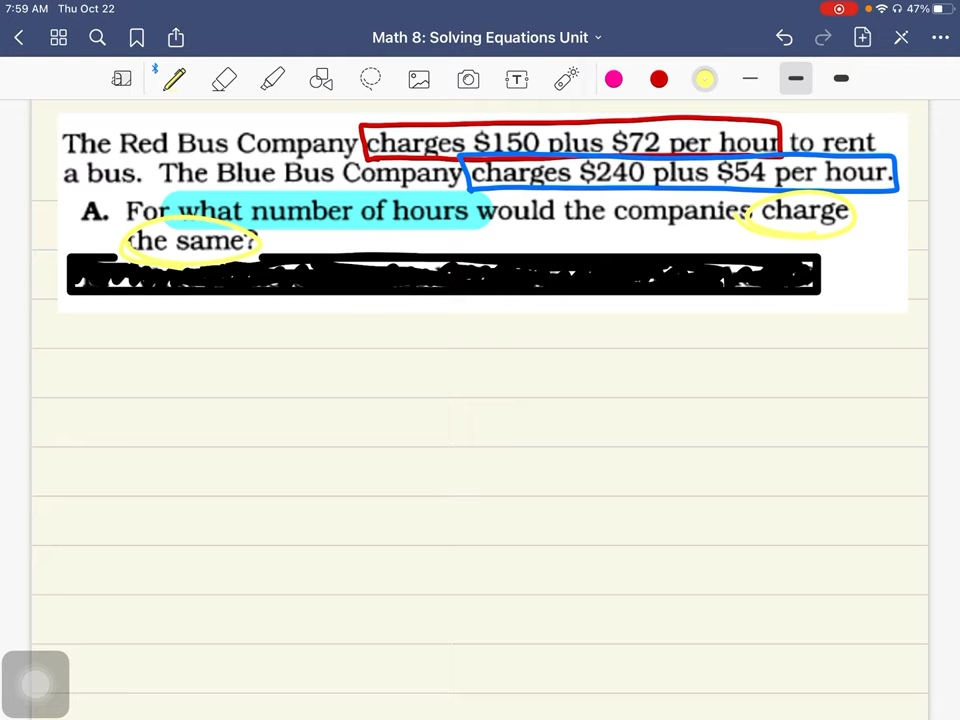 7:59 AM Thu Oct 22 47%
Math 8: Solving Equations Unit
The Red Bus Company charges $150 plus $72 per hour to rent
a bus. The Blue Bus Company charges $240 plus $54 per hour.
A. For what number of hours would the companies charge
the same?